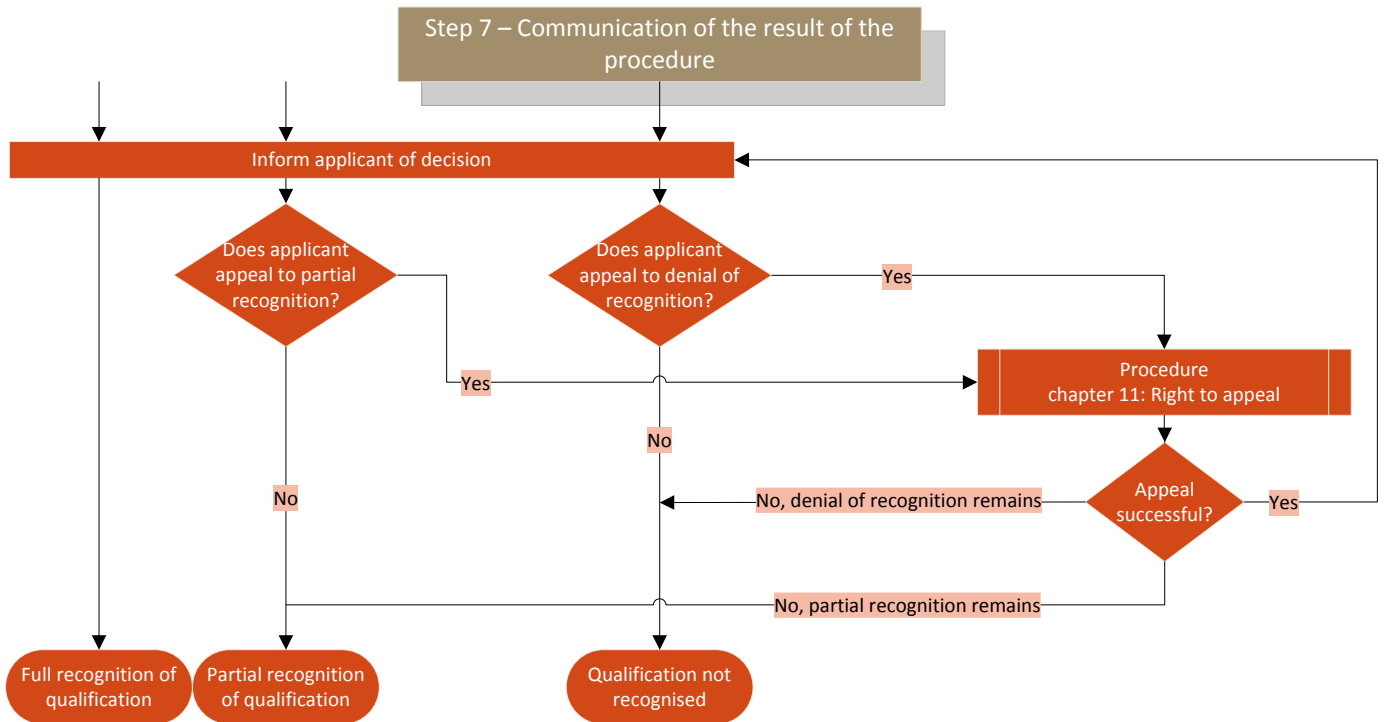 Step 7 – Communication of the result of the
procedure
Inform applicant of decision
Does applicant
appeal to partial
recognition?
Does applicant
appeal to denial of
recognition?
Yes
Yes
Procedure
chapter 11: Right to appeal
No
No
No, denial of recognition remains
Appeal
successful?
Yes
No, partial recognition remains
Full recognition of
qualification
Partial recognition
of qualification
Qualification not
recognised